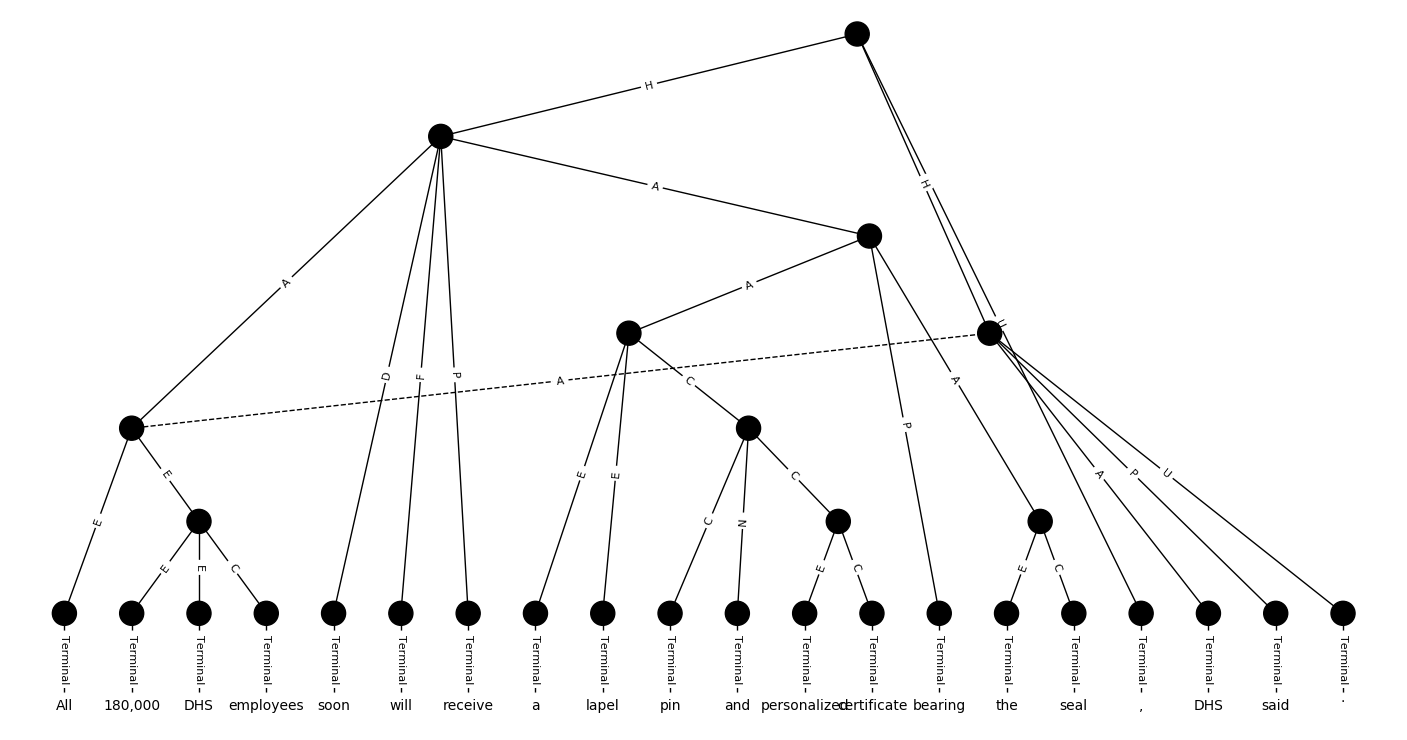 H
A
H
A
A
U
D
F
P
A
C
A
E
P
E
E
C
A
P
U
E
C
N
E
E
C
E
C
E
C
Terminal Terminal Terminal Terminal Terminal Terminal Terminal Terminal Terminal Terminal Terminal Terminal Terminal Terminal Terminal Terminal Terminal Terminal Terminal Terminal
All 180,000 DHS employees soon will receive a lapel pin and personalized certificate bearing the seal , DHS said .